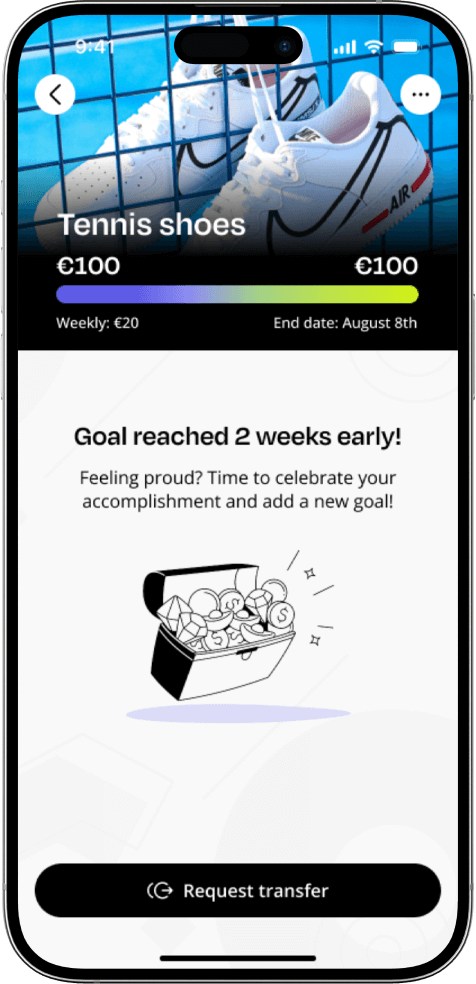 9:41
Tennis shoes
€100 €100
Weekly: €20 End date: August 8th
Goal reached 2 weeks early!
Feeling proud? Time to celebrate your
accomplishment and add a new goal!
Request transfer
AIR